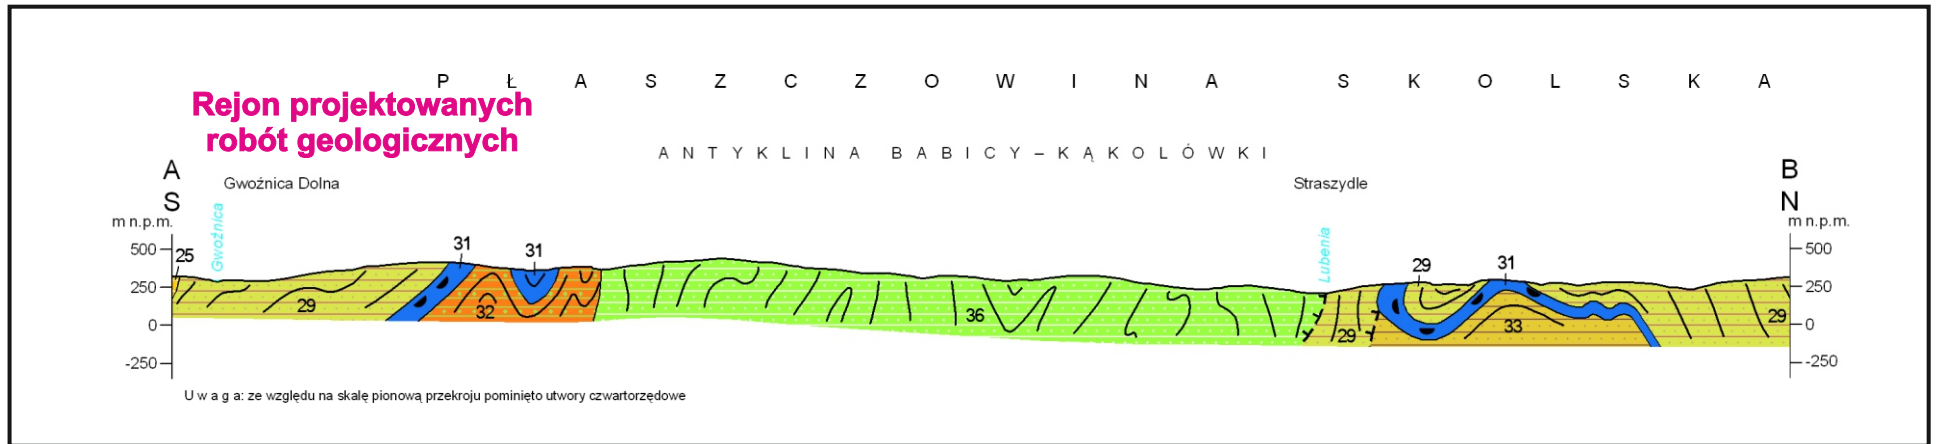 P Ł A S Z C Z O W I N A S K O L S K A
Rejon projektowanych
robót geologicznych
A N T Y K L I N A B A B I C Y – K Ą K O L Ó W K I
A
S
B
N
Gwoźnica Dolna
Straszydle
Gwoźnica
Lubenia
m n.p.m.
m n.p.m.
500
250
0
-250
500
250
0
-250
25
29
31
31
32
36
29
29
31
33
29
U w a g a: ze względu na skalę pionową przekroju pominięto utwory czwartorzędowe